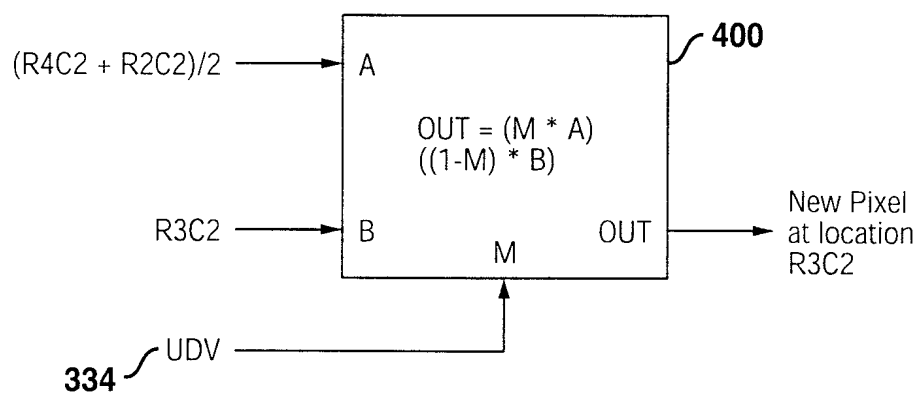 400
(R4C2 + R2C2)/2
A
OUT = (M * A)
((1-M) * B)
R3C2
B
OUT
New Pixel
at location
R3C2
M
UDV
334